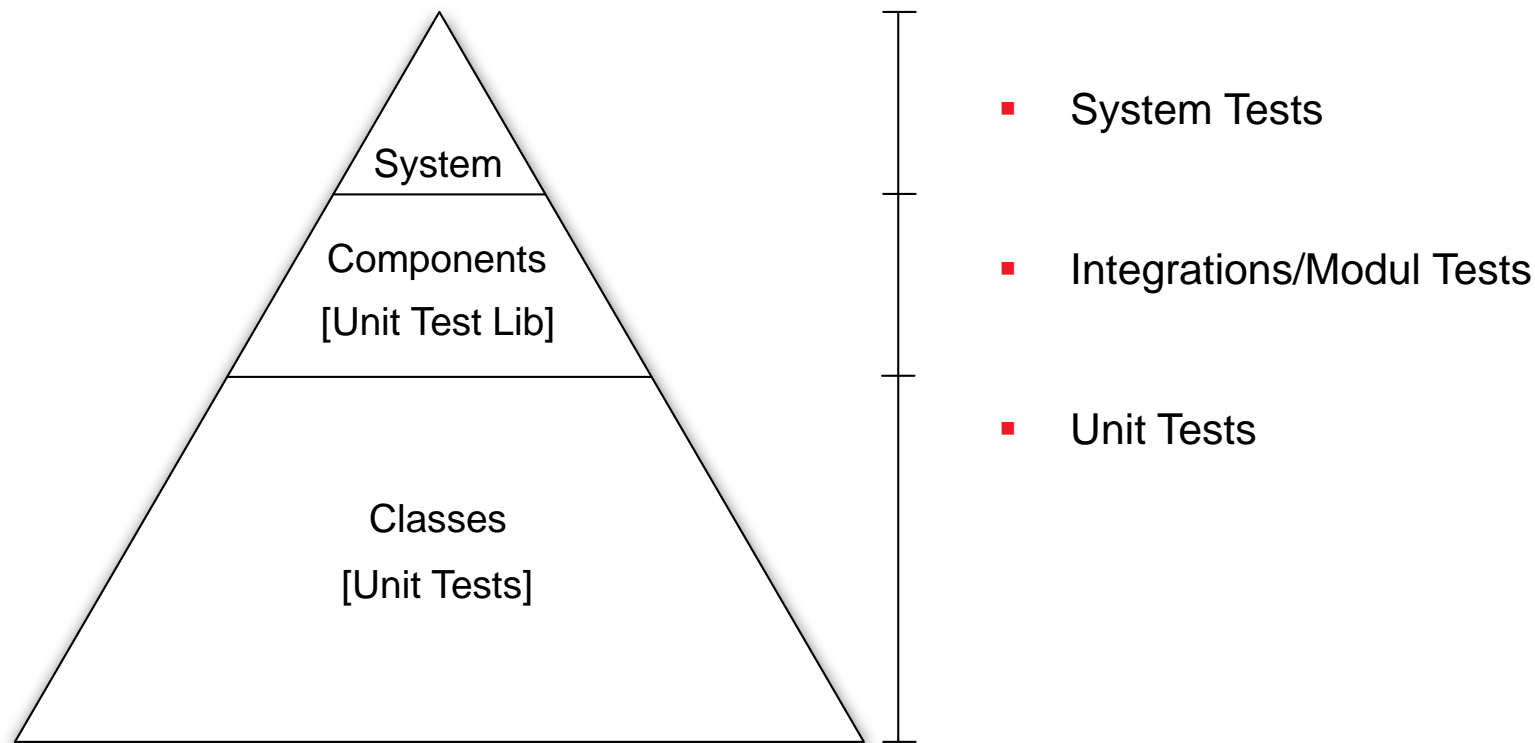 System
Components
[Unit Test Lib]
Classes
[Unit Tests]
System Tests
Integrations/Modul Tests
Unit Tests